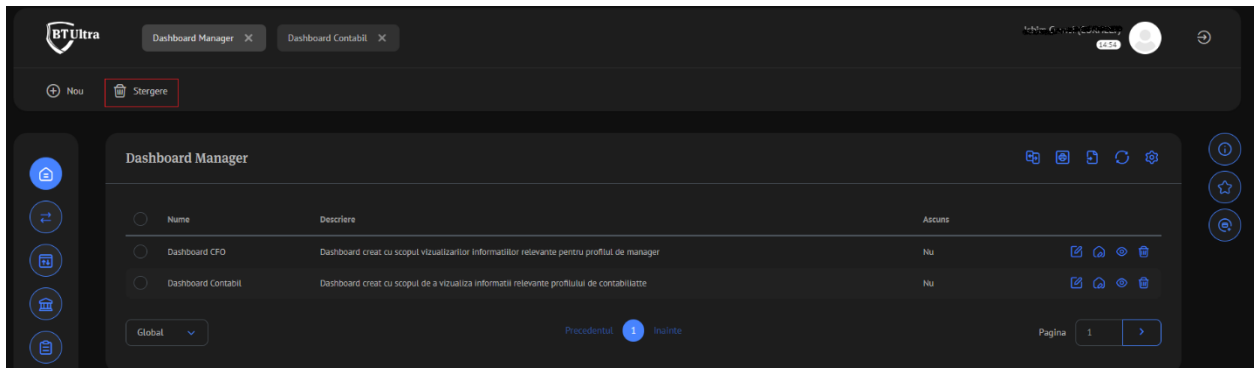 BT Ultra
Dashboard Manager
Dashboard Contabil
14:54
Nou
Stergere
Dashboard Manager
Nume Descriere Ascuns
Dashboard CFO Dashboard creat cu scopul vizualizarilor informatiilor relevante pentru profilul de manager Nu
Dashboard Contabil Dashboard creat cu scopul de a vizualiza informatii relevante profilului de contabiliatte Nu
Global Precedentul 1 Inainte Pagina 1